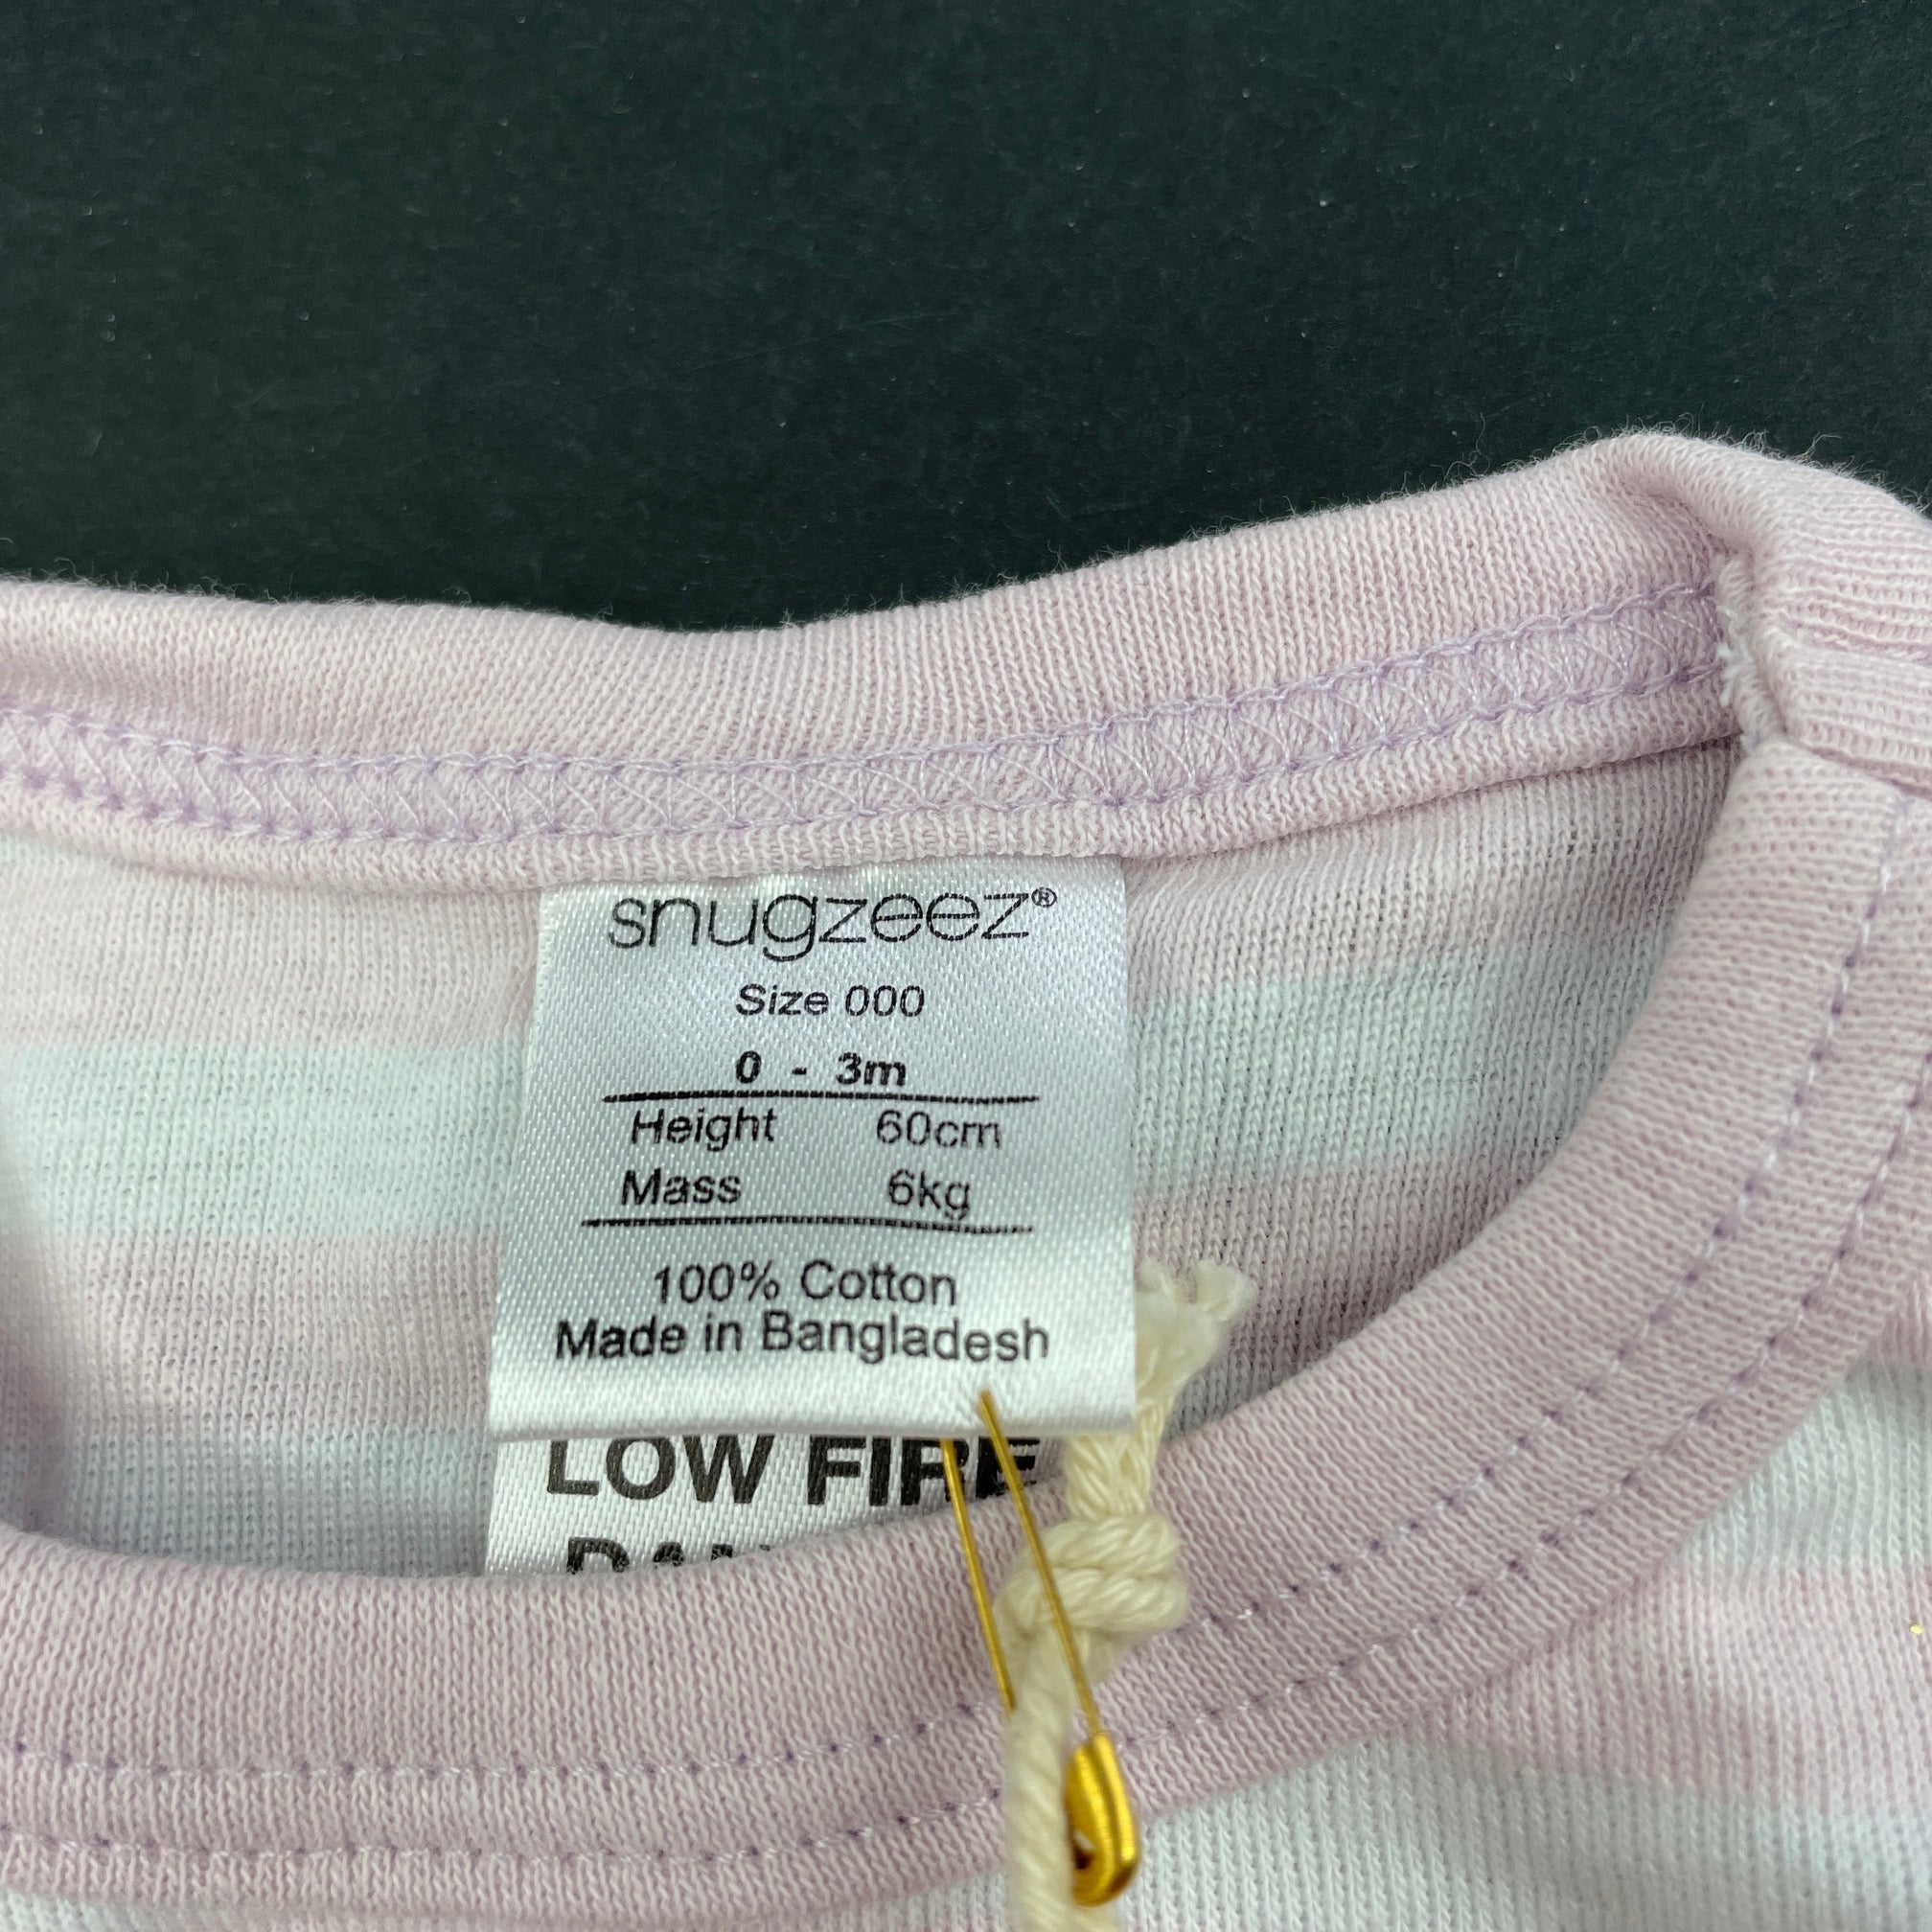 snugzeez®
Size 000
0 - 3m
Height 60cm
Mass 6kg
100% Cotton
Made in Bangladesh
LOW FIRE